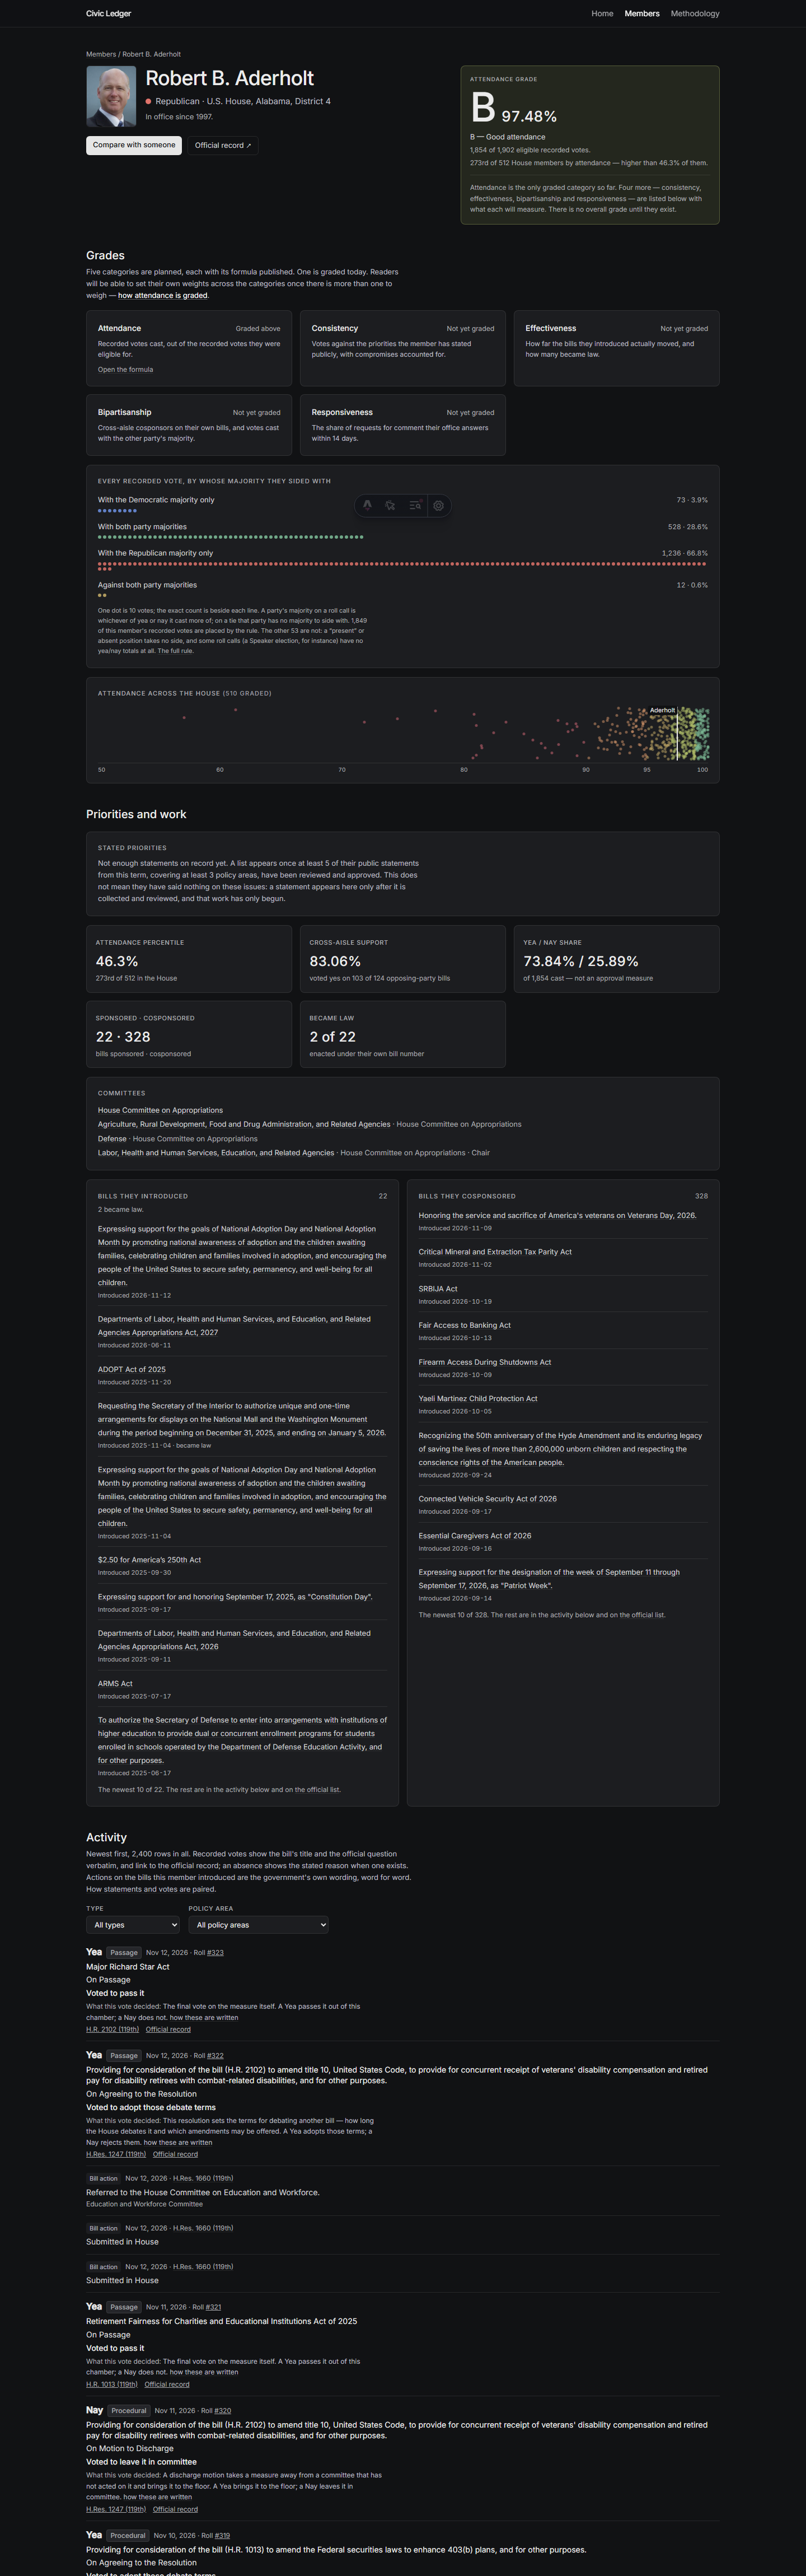 Civic Ledger
Home Members Methodology
Members / Robert B. Aderholt
Robert B. Aderholt
Republican · U.S. House, Alabama, District 4
In office since 1997.
Compare with someone
Official record ↗
ATTENDANCE GRADE
B 97.48%
B — Good attendance
1,854 of 1,902 eligible recorded votes.
273rd of 512 House members by attendance — higher than 46.3% of them.
Attendance is the only graded category so far. Four more — consistency,
effectiveness, bipartisanship and responsiveness — are listed below with
what each will measure. There is no overall grade until they exist.
Grades
Five categories are planned, each with its formula published. One is graded today. Readers
will be able to set their own weights across the categories once there is more than one to
weigh — how attendance is graded.
Attendance Graded above
Recorded votes cast, out of the recorded votes they were
eligible for.
Open the formula
Consistency Not yet graded
Votes against the priorities the member has stated
publicly, with compromises accounted for.
Effectiveness Not yet graded
How far the bills they introduced actually moved, and
how many became law.
Bipartisanship Not yet graded
Cross-aisle cosponsors on their own bills, and votes cast
with the other party's majority.
Responsiveness Not yet graded
The share of requests for comment their office answers
within 14 days.
EVERY RECORDED VOTE, BY WHOSE MAJORITY THEY SIDED WITH
With the Democratic majority only 73 · 3.9%
With both party majorities 528 · 28.6%
With the Republican majority only 1,236 · 66.8%
Against both party majorities 12 · 0.6%
One dot is 10 votes; the exact count is beside each line. A party's majority on a roll call is
whichever of yea or nay it cast more of; on a tie that party has no majority to side with. 1,849
of this member's recorded votes are placed by the rule. The other 53 are not: a "present" or
absent position takes no side, and some roll calls (a Speaker election, for instance) have no
yea/nay totals at all. The full rule.
ATTENDANCE ACROSS THE HOUSE (510 GRADED)
Aderholt
50 60 70 80 90 95 100
Priorities and work
STATED PRIORITIES
Not enough statements on record yet. A list appears once at least 5 of their public statements
from this term, covering at least 3 policy areas, have been reviewed and approved. This does
not mean they have said nothing on these issues: a statement appears here only after it is
collected and reviewed, and that work has only begun.
ATTENDANCE PERCENTILE
46.3%
273rd of 512 in the House
CROSS-AISLE SUPPORT
83.06%
voted yes on 103 of 124 opposing-party bills
YEA / NAY SHARE
73.84% / 25.89%
of 1,854 cast — not an approval measure
SPONSORED · COSPONSORED
22 · 328
bills sponsored · cosponsored
BECAME LAW
2 of 22
enacted under their own bill number
COMMITTEES
House Committee on Appropriations
Agriculture, Rural Development, Food and Drug Administration, and Related Agencies · House Committee on Appropriations
Defense · House Committee on Appropriations
Labor, Health and Human Services, Education, and Related Agencies · House Committee on Appropriations · Chair
BILLS THEY INTRODUCED 22
2 became law.
Expressing support for the goals of National Adoption Day and National Adoption
Month by promoting national awareness of adoption and the children awaiting
families, celebrating children and families involved in adoption, and encouraging the
people of the United States to secure safety, permanency, and well-being for all
children.
Introduced 2026-11-12
Departments of Labor, Health and Human Services, and Education, and Related
Agencies Appropriations Act, 2027
Introduced 2026-06-11
ADOPT Act of 2025
Introduced 2025-11-20
Requesting the Secretary of the Interior to authorize unique and one-time
arrangements for displays on the National Mall and the Washington Monument
during the period beginning on December 31, 2025, and ending on January 5, 2026.
Introduced 2025-11-04 · became law
Expressing support for the goals of National Adoption Day and National Adoption
Month by promoting national awareness of adoption and the children awaiting
families, celebrating children and families involved in adoption, and encouraging the
people of the United States to secure safety, permanency, and well-being for all
children.
Introduced 2025-11-04
$2.50 for America's 250th Act
Introduced 2025-09-30
Expressing support for and honoring September 17, 2025, as "Constitution Day".
Introduced 2025-09-17
Departments of Labor, Health and Human Services, and Education, and Related
Agencies Appropriations Act, 2026
Introduced 2025-09-11
ARMS Act
Introduced 2025-07-17
To authorize the Secretary of Defense to enter into arrangements with institutions of
higher education to provide dual or concurrent enrollment programs for students
enrolled in schools operated by the Department of Defense Education Activity, and
for other purposes.
Introduced 2025-06-17
The newest 10 of 22. The rest are in the activity below and on the official list.
BILLS THEY COSPONSORED 328
Honoring the service and sacrifice of America's veterans on Veterans Day, 2026.
Introduced 2026-11-09
Critical Mineral and Extraction Tax Parity Act
Introduced 2026-11-02
SRBIJA Act
Introduced 2026-10-19
Fair Access to Banking Act
Introduced 2026-10-13
Firearm Access During Shutdowns Act
Introduced 2026-10-09
Yaeli Martinez Child Protection Act
Introduced 2026-10-05
Recognizing the 50th anniversary of the Hyde Amendment and its enduring legacy
of saving the lives of more than 2,600,000 unborn children and respecting the
conscience rights of the American people.
Introduced 2026-09-24
Connected Vehicle Security Act of 2026
Introduced 2026-09-17
Essential Caregivers Act of 2026
Introduced 2026-09-16
Expressing support for the designation of the week of September 11 through
September 17, 2026, as "Patriot Week".
Introduced 2026-09-14
The newest 10 of 328. The rest are in the activity below and on the official list.
Activity
Newest first, 2,400 rows in all. Recorded votes show the bill's title and the official question
verbatim, and link to the official record; an absence shows the stated reason when one exists.
Actions on the bills this member introduced are the government's own wording, word for word.
How statements and votes are paired.
TYPE POLICY AREA
All types All policy areas
Yea Passage Nov 12, 2026 · Roll #323
Major Richard Star Act
On Passage
Voted to pass it
What this vote decided: The final vote on the measure itself. A Yea passes it out of this
chamber; a Nay does not. how these are written
H.R. 2102 (119th) Official record
Yea Passage Nov 12, 2026 · Roll #322
Providing for consideration of the bill (H.R. 2102) to amend title 10, United States Code, to provide for concurrent receipt of veterans' disability compensation and retired
pay for disability retirees with combat-related disabilities, and for other purposes.
On Agreeing to the Resolution
Voted to adopt those debate terms
What this vote decided: This resolution sets the terms for debating another bill — how long
the House debates it and which amendments may be offered. A Yea adopts those terms; a
Nay rejects them. how these are written
H.Res. 1247 (119th) Official record
Bill action Nov 12, 2026 · H.Res. 1660 (119th)
Referred to the House Committee on Education and Workforce.
Education and Workforce Committee
Bill action Nov 12, 2026 · H.Res. 1660 (119th)
Submitted in House
Bill action Nov 12, 2026 · H.Res. 1660 (119th)
Submitted in House
Yea Passage Nov 11, 2026 · Roll #321
Retirement Fairness for Charities and Educational Institutions Act of 2025
On Passage
Voted to pass it
What this vote decided: The final vote on the measure itself. A Yea passes it out of this
chamber; a Nay does not. how these are written
H.R. 1013 (119th) Official record
Nay Procedural Nov 11, 2026 · Roll #320
Providing for consideration of the bill (H.R. 2102) to amend title 10, United States Code, to provide for concurrent receipt of veterans' disability compensation and retired
pay for disability retirees with combat-related disabilities, and for other purposes.
On Motion to Discharge
Voted to leave it in committee
What this vote decided: A discharge motion takes a measure away from a committee that has
not acted on it and brings it to the floor. A Yea brings it to the floor; a Nay leaves it in
committee. how these are written
H.Res. 1247 (119th) Official record
Yea Procedural Nov 10, 2026 · Roll #319
Providing for consideration of the bill (H.R. 1013) to amend the Federal securities laws to enhance 403(b) plans, and for other purposes.
On Agreeing to the Resolution
Voted to adopt those debate terms